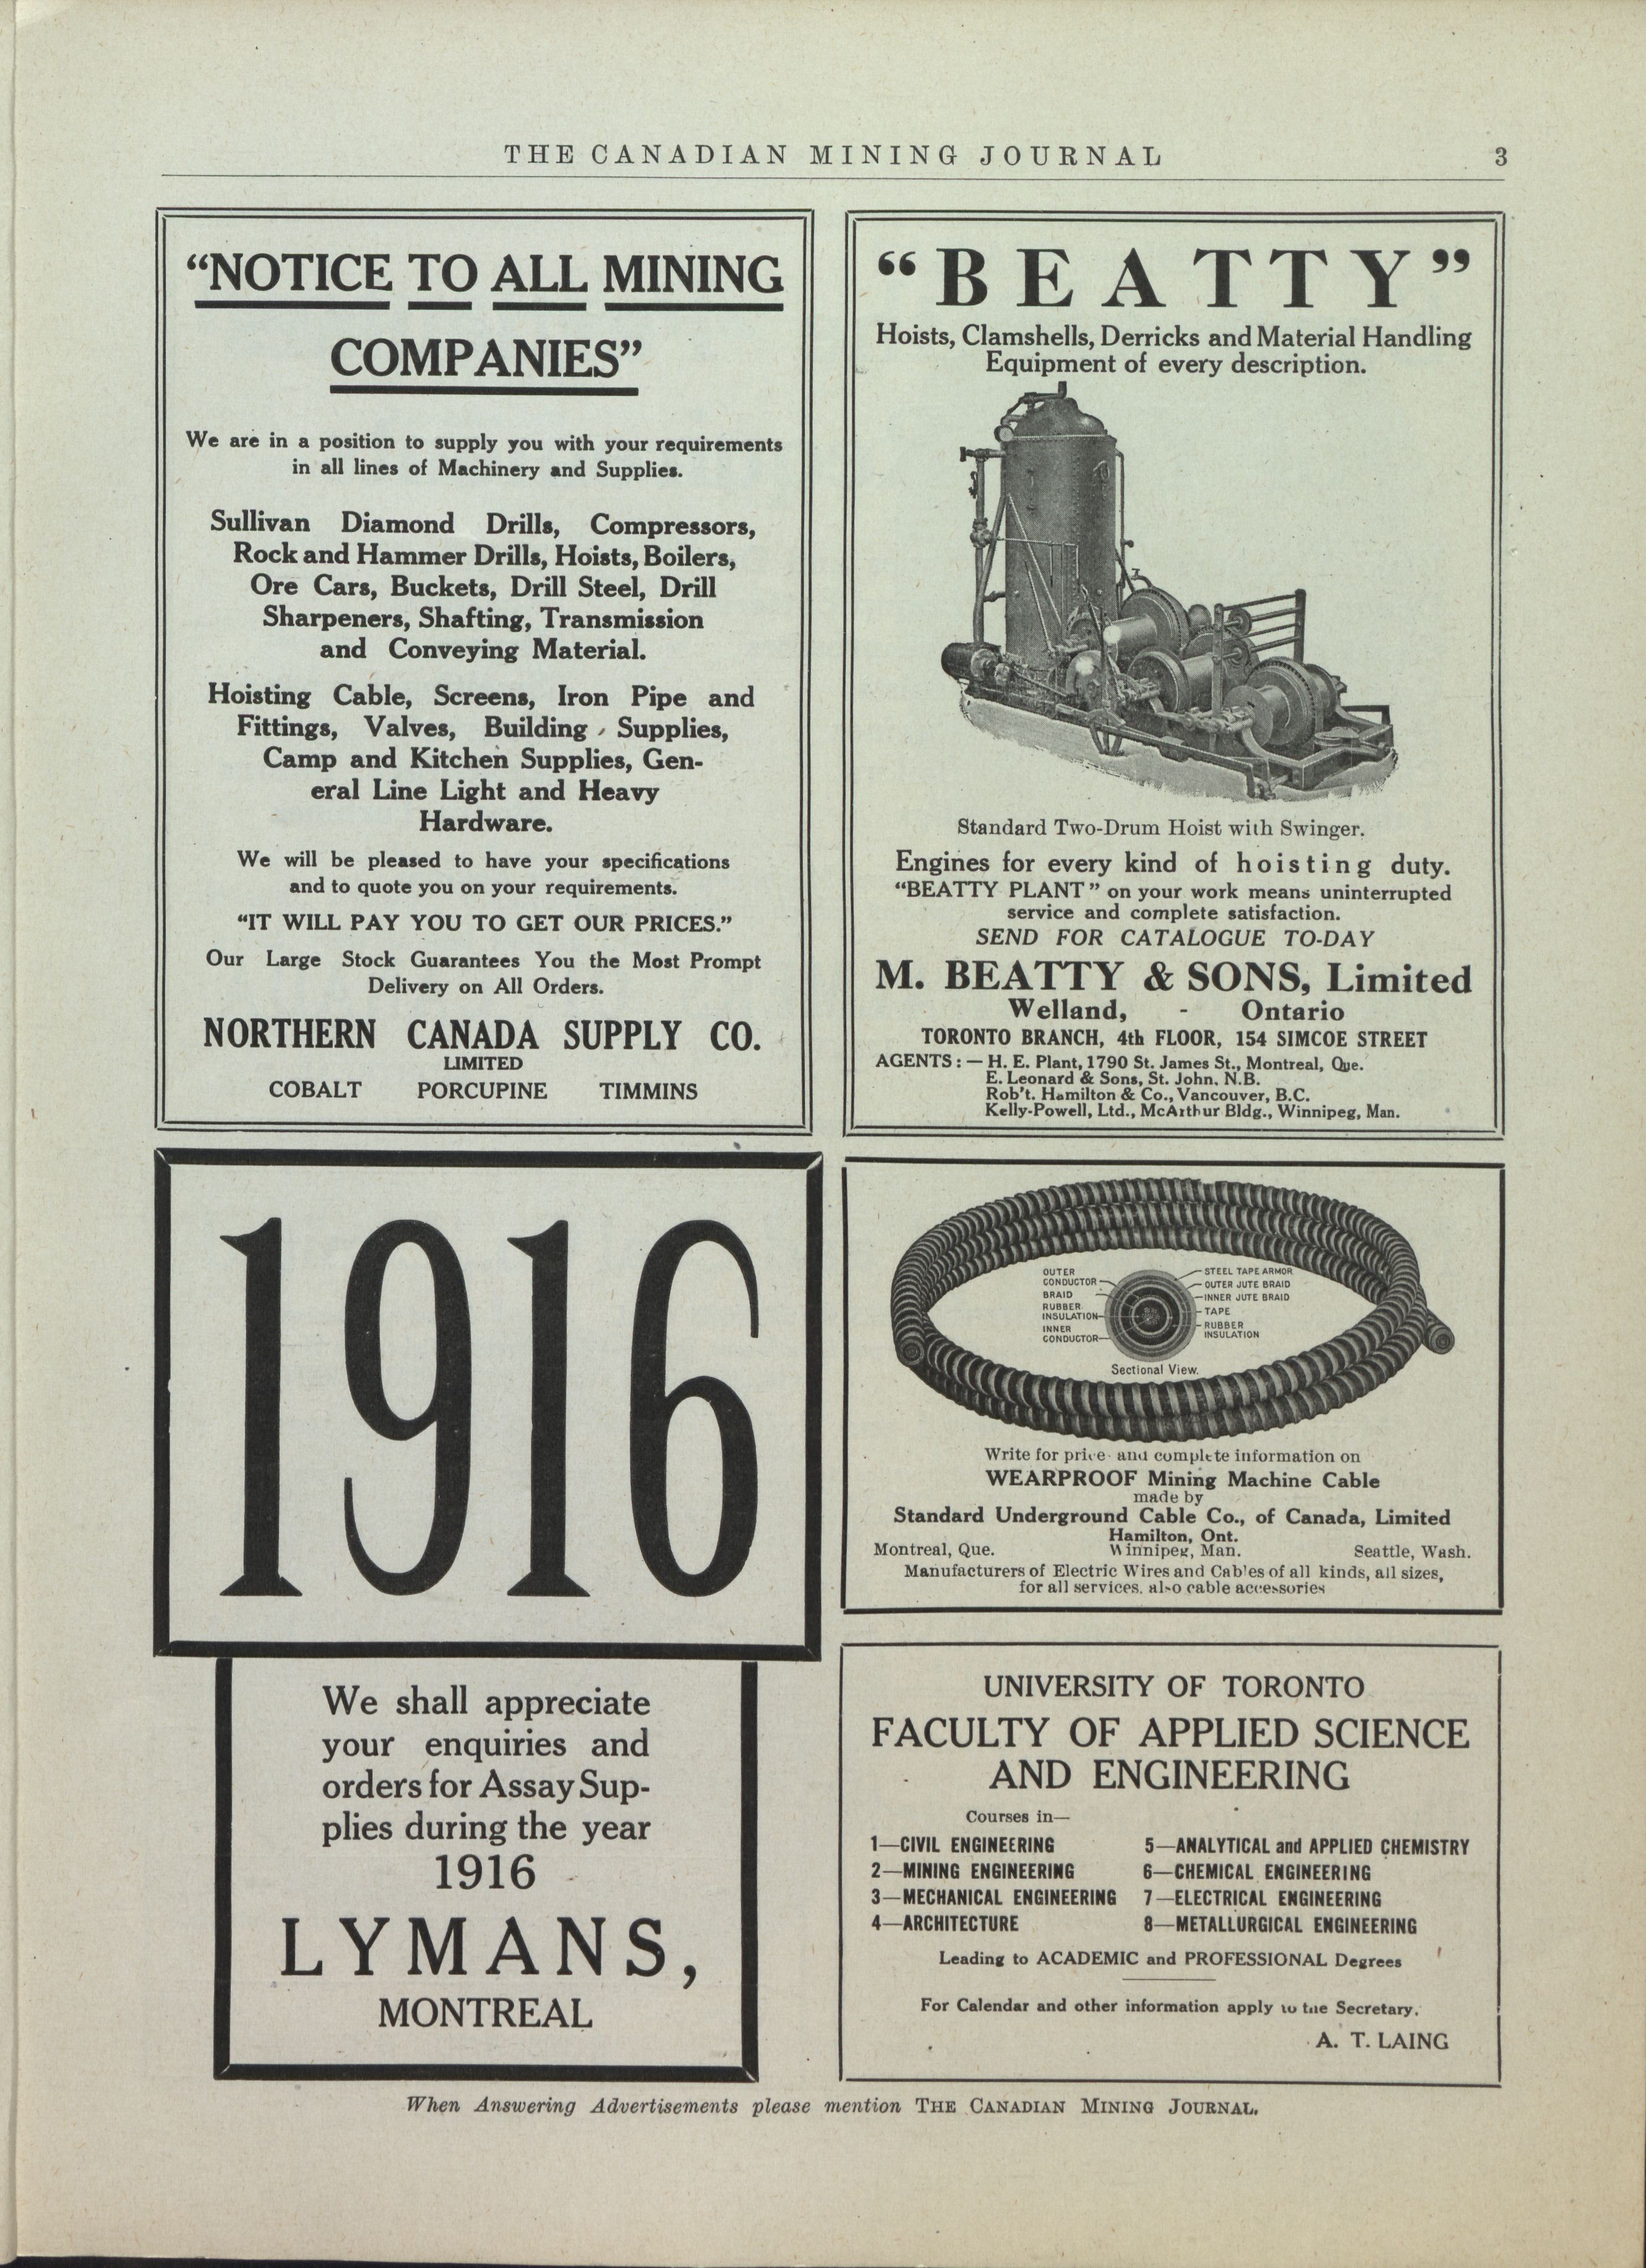 THE CANADIAN MINING JOURNAL 3
“NOTICE TO ALL MINING
COMPANIES”
We are in a position to supply you with your requirements
in all lines of Machinery and Supplies.
Sullivan Diamond Drills, Compressors,
Rock and Hammer Drills, Hoists, Boilers,
Ore Cars, Buckets, Drill Steel, Drill
Sharpeners, Shafting, Transmission
and Conveying Material.
Hoisting Cable, Screens, Iron Pipe and
Fittings, Valves, Building Supplies,
Camp and Kitchen Supplies, Gen-
eral Line Light and Heavy
Hardware.
We will be pleased to have your specifications
and to quote you on your requirements.
“IT WILL PAY YOU TO GET OUR PRICES.”
Our Large Stock Guarantees You the Most Prompt
Delivery on All Orders.
NORTHERN CANADA SUPPLY CO.
LIMITED
COBALT PORCUPINE TIMMINS
“BEATTY”
Hoists, Clamshells, Derricks and Material Handling
Equipment of every description.
Standard Two-Drum Hoist with Swinger.
Engines for every kind of hoisting duty.
“BEATTY PLANT” on your work means uninterrupted
service and complete satisfaction.
SEND FOR CATALOGUE TO-DAY
M. BEATTY & SONS, Limited
Welland, - Ontario
TORONTO BRANCH, 4th FLOOR, 154 SIMCOE STREET
AGENTS:—H. E. Plant, 1790 St. James St., Montreal, Que.
E. Leonard & Sons, St. John, N.B.
Rob't. Hamilton & Co., Vancouver, B.C.
Kelly-Powell, Ltd., McArthur Bldg., Winnipeg, Man.
1916
We shall appreciate
your enquiries and
orders for Assay Sup-
plies during the year
1916
LYMANS,
MONTREAL
OUTER
CONDUCTOR
BRAID
RUBBER
INSULATION
INNER
CONDUCTOR
STEEL TAPE ARMOR
OUTER JUTE BRAID
INNER JUTE BRAID
TAPE
RUBBER
INSULATION
Sectional View.
Write for price and complete information on
WEARPROOF Mining Machine Cable
made by
Standard Underground Cable Co., of Canada, Limited
Hamilton, Ont.
Montreal, Que. Winnipeg, Man. Seattle, Wash.
Manufacturers of Electric Wires and Cables of all kinds, all sizes,
for all services, also cable accessories
UNIVERSITY OF TORONTO
FACULTY OF APPLIED SCIENCE
AND ENGINEERING
Courses in—
1—CIVIL ENGINEERING
2—MINING ENGINEERING
3—MECHANICAL ENGINEERING
4—ARCHITECTURE
5—ANALYTICAL and APPLIED CHEMISTRY
6—CHEMICAL ENGINEERING
7—ELECTRICAL ENGINEERING
8—METALLURGICAL ENGINEERING
Leading to ACADEMIC and PROFESSIONAL Degrees
For Calendar and other information apply to the Secretary.
A. T. LAING
When Answering Advertisements please mention THE CANADIAN MINING JOURNAL.